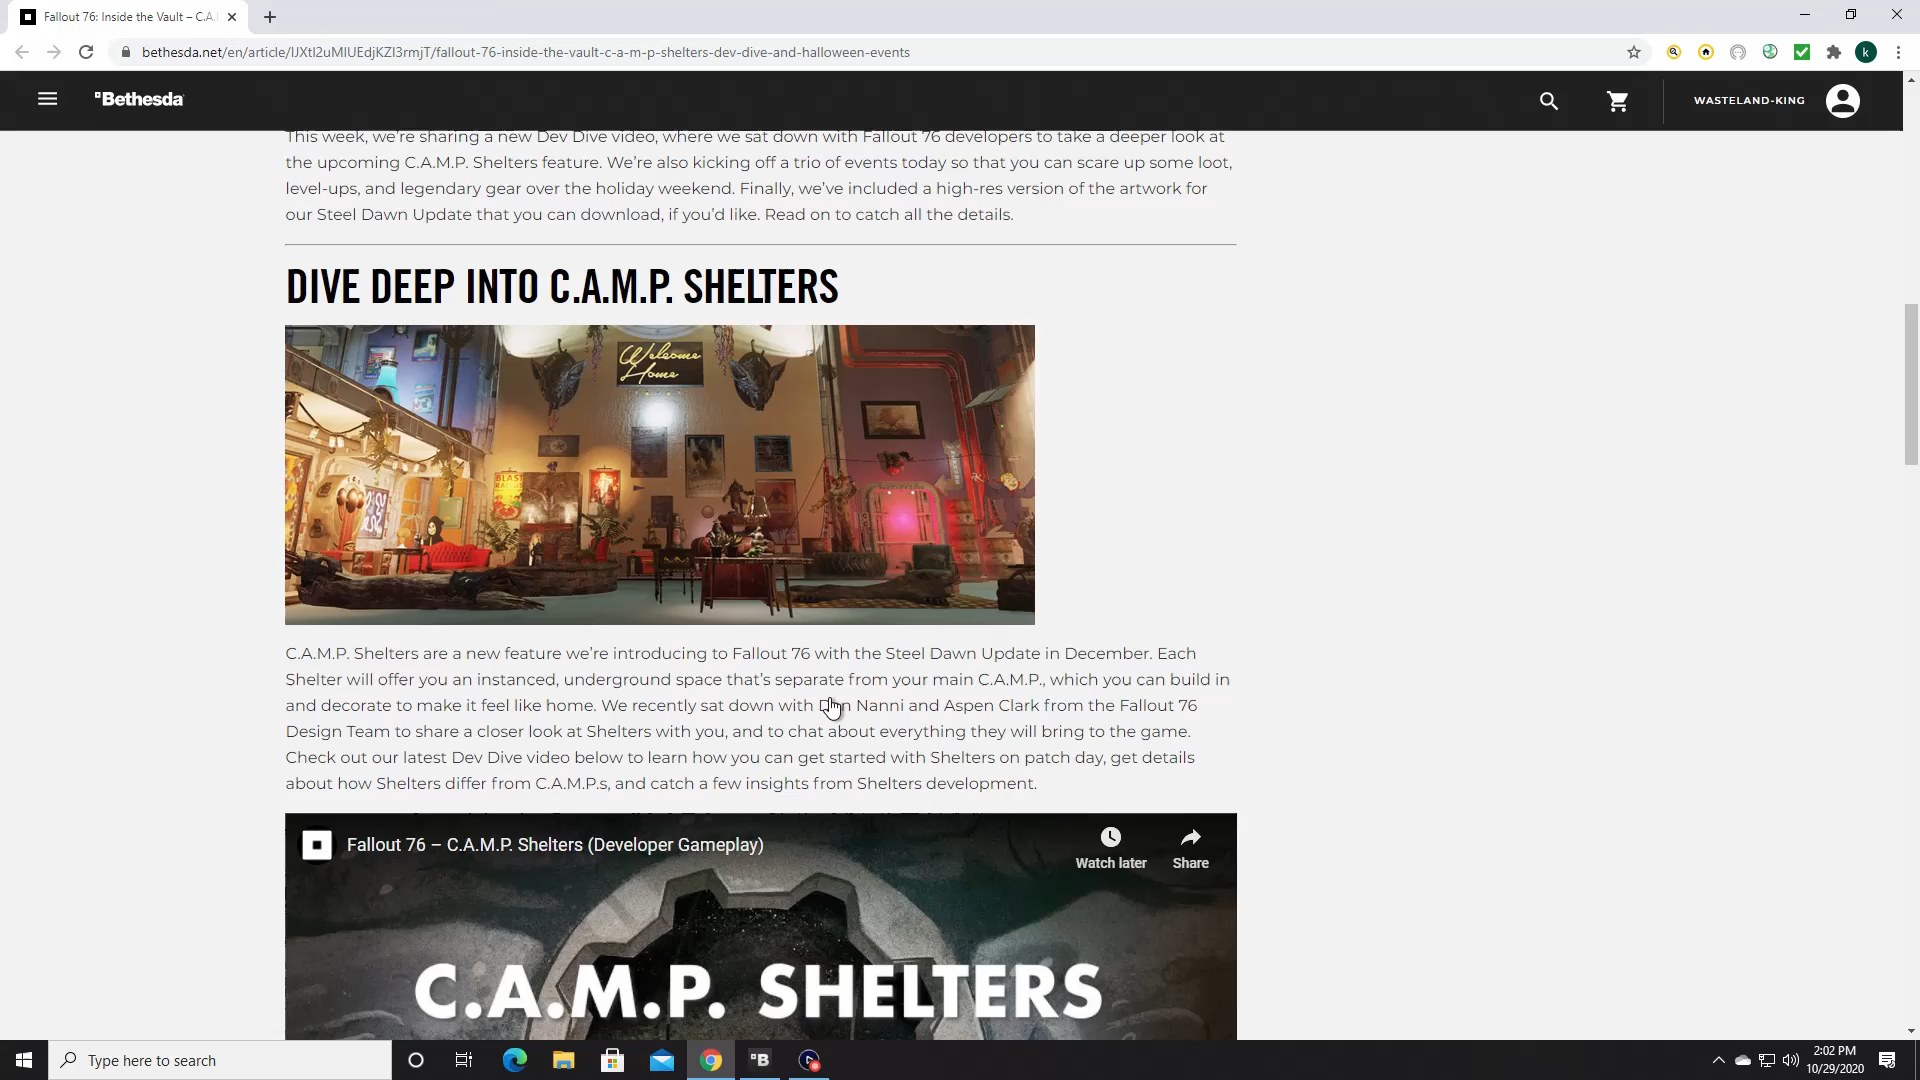 Fallout 76: Inside the Vault – C.A.
bethesda.net/en/article/lJXtI2uMIUEdjKZI3rmjT/fallout-76-inside-the-vault-c-a-m-p-shelters-dev-dive-and-halloween-events
k
Bethesda
WASTELAND-KING
This week, we're sharing a new Dev Dive video, where we sat down with Fallout 76 developers to take a deeper look at
the upcoming C.A.M.P. Shelters feature. We're also kicking off a trio of events today so that you can scare up some loot,
level-ups, and legendary gear over the holiday weekend. Finally, we've included a high-res version of the artwork for
our Steel Dawn Update that you can download, if you'd like. Read on to catch all the details.
DIVE DEEP INTO C.A.M.P. SHELTERS
Welcome
Home
BLAST
RADIUS
C.A.M.P. Shelters are a new feature we're introducing to Fallout 76 with the Steel Dawn Update in December. Each
Shelter will offer you an instanced, underground space that's separate from your main C.A.M.P., which you can build in
and decorate to make it feel like home. We recently sat down with Nanni and Aspen Clark from the Fallout 76
Design Team to share a closer look at Shelters with you, and to chat about everything they will bring to the game.
Check out our latest Dev Dive video below to learn how you can get started with Shelters on patch day, get details
about how Shelters differ from C.A.M.P.s, and catch a few insights from Shelters development.
Fallout 76 – C.A.M.P. Shelters (Developer Gameplay)
Watch later
Share
C.A.M.P. SHELTERS
Type here to search
B
2:02 PM
10/29/2020